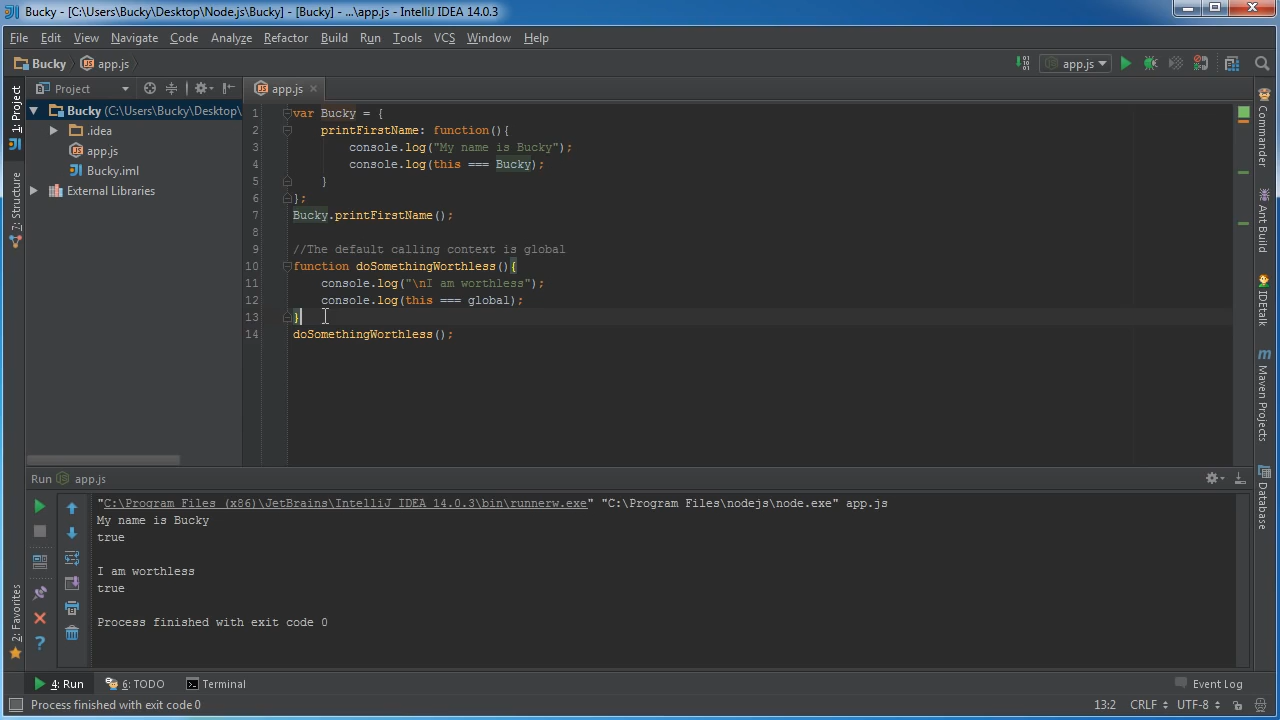 Bucky - [C:\Users\Bucky\Desktop\Node.js\Bucky] - [Bucky] - ...\app.js - IntelliJ IDEA 14.0.3
File Edit View Navigate Code Analyze Refactor Build Run Tools VCS Window Help
Bucky app.js
app.js
1: Project
7: Structure
2: Favorites
Project
Bucky (C:\Users\Bucky\Desktop\
.idea
app.js
Bucky.iml
External Libraries
app.js
1 var Bucky = {
2 printFirstName: function(){
3 console.log("My name is Bucky");
4 console.log(this === Bucky);
5 }
6 };
7 Bucky.printFirstName();
8
9 //The default calling context is global
10 function doSomethingWorthless(){
11 console.log("\nI am worthless");
12 console.log(this === global);
13 }
14 doSomethingWorthless();
Commander
Ant Build
IDEtalk
Maven Projects
Database
Run app.js
"C:\Program Files (x86)\JetBrains\IntelliJ IDEA 14.0.3\bin\runnerw.exe" "C:\Program Files\nodejs\node.exe" app.js
My name is Bucky
true
I am worthless
true
Process finished with exit code 0
4: Run 6: TODO Terminal Event Log
Process finished with exit code 0 13:2 CRLF UTF-8